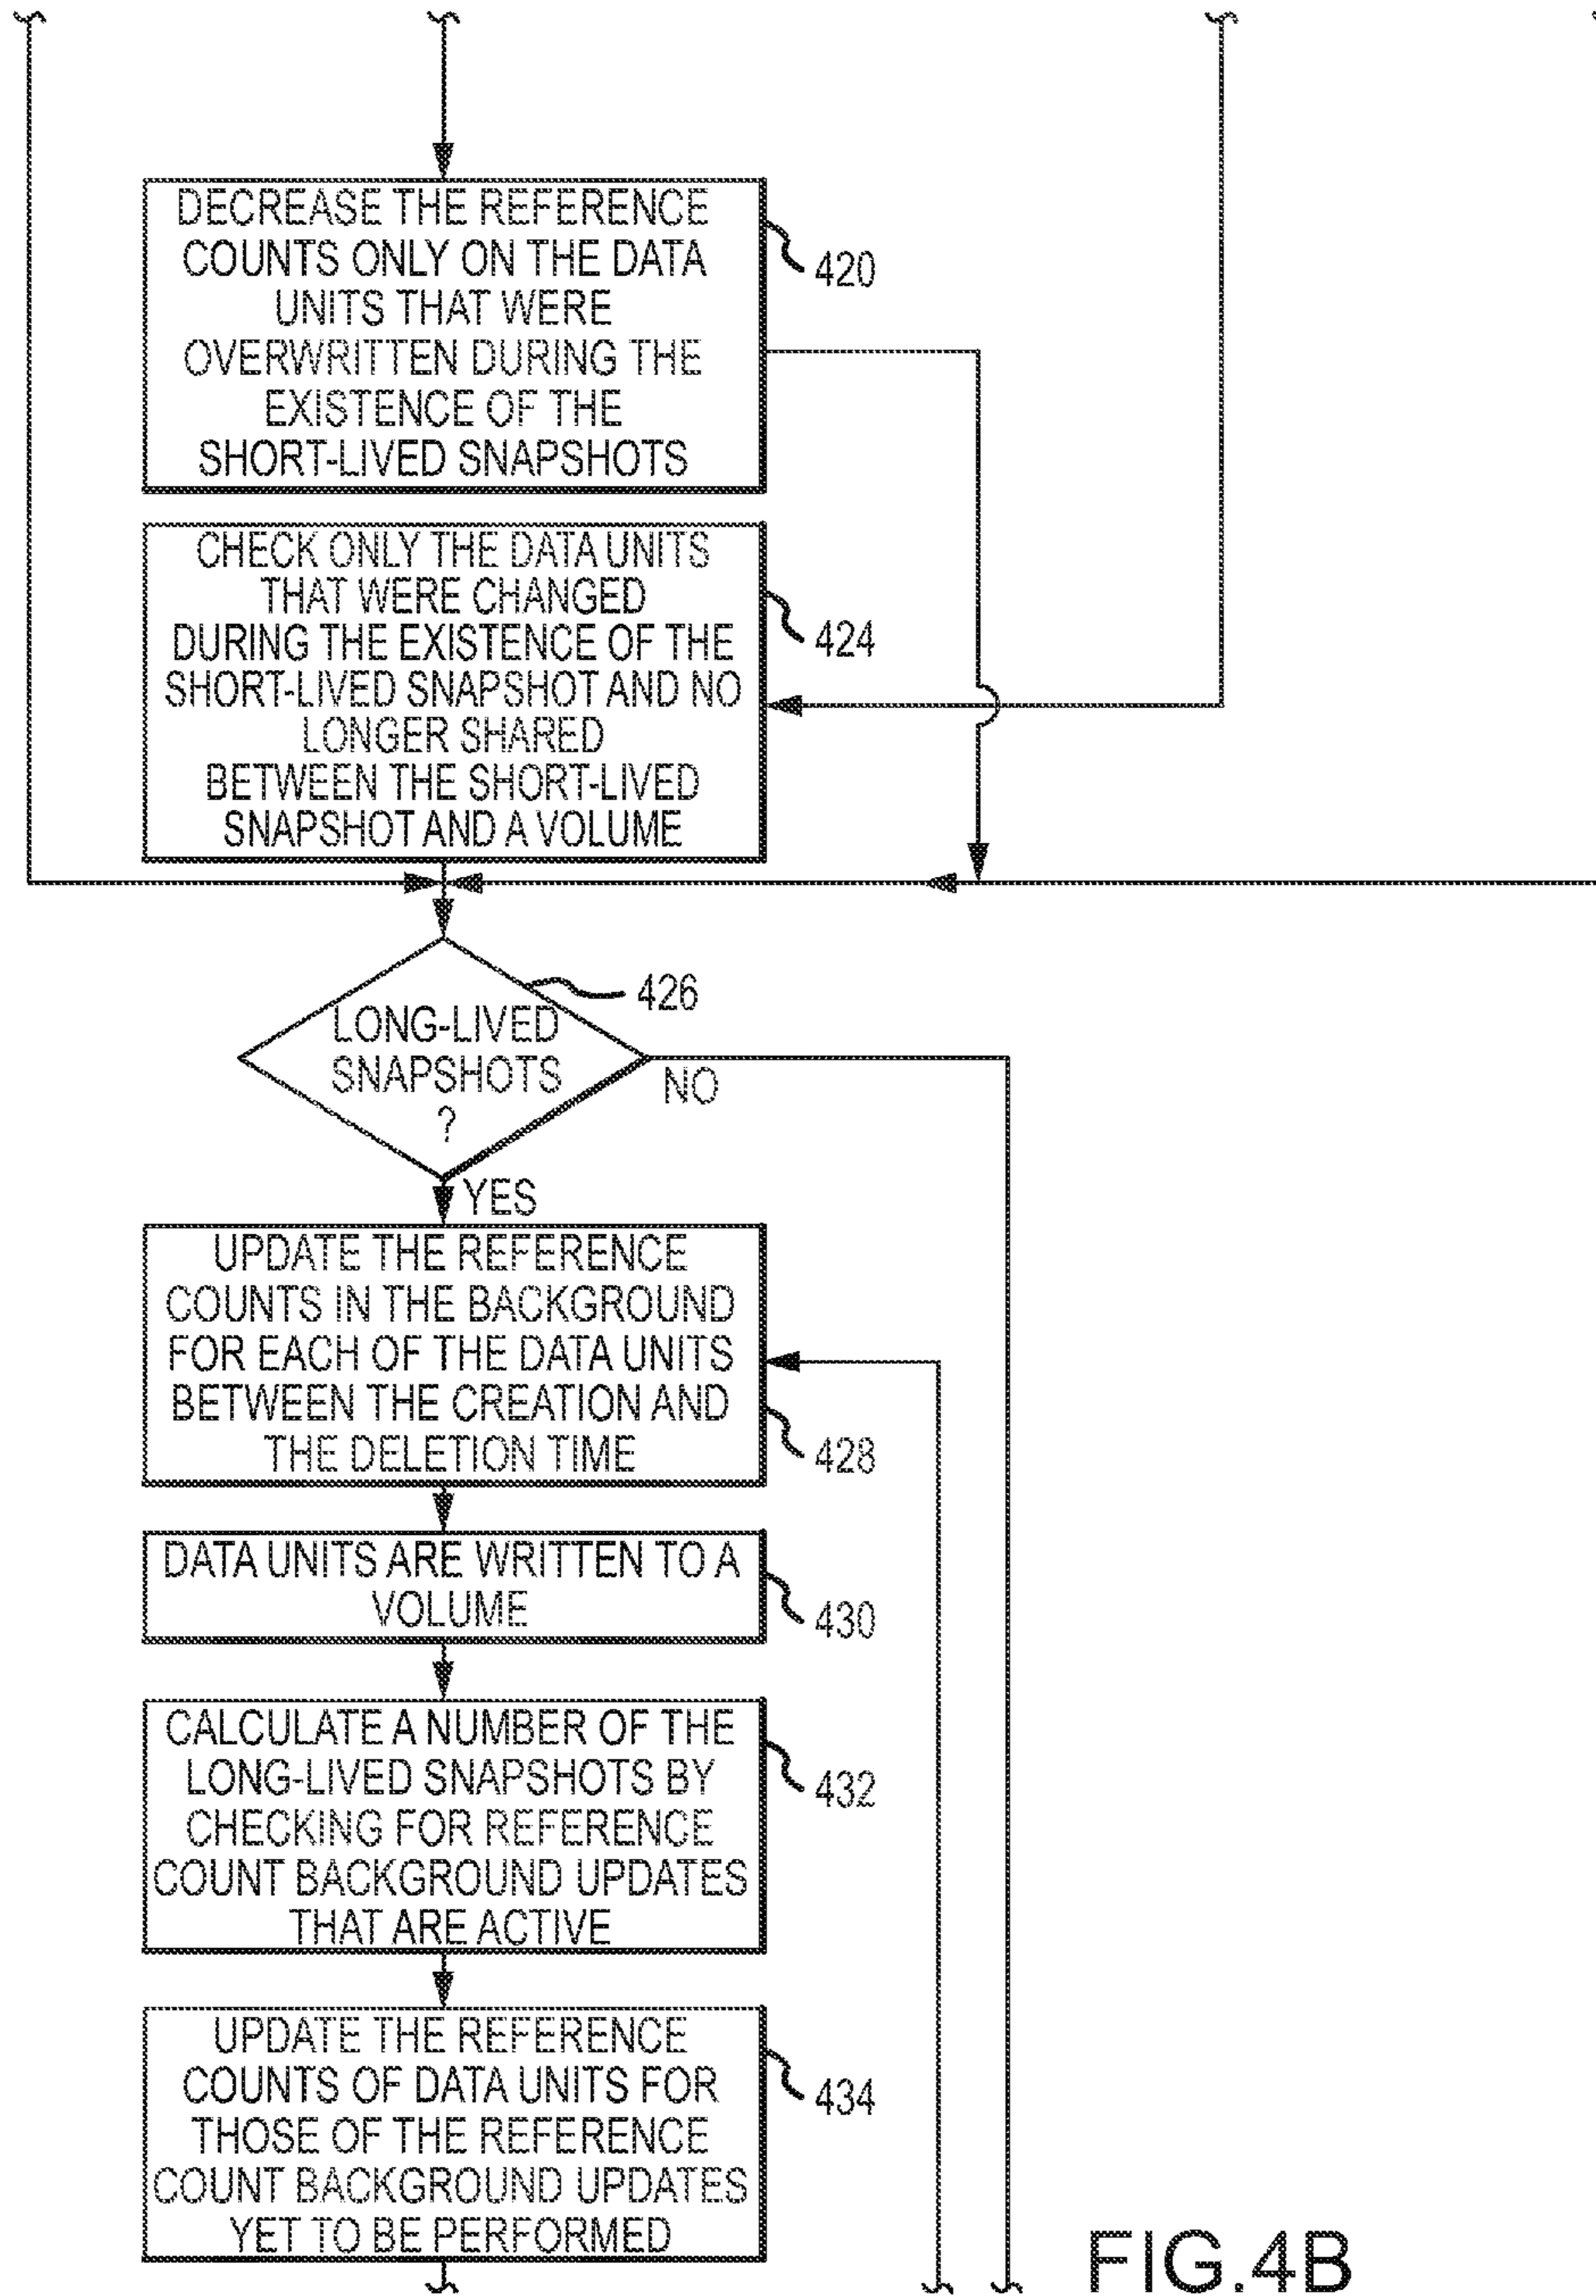 DECREASE THE REFERENCE
COUNTS ONLY ON THE DATA
UNITS THAT WERE
OVERWRITTEN DURING THE
EXISTENCE OF THE
SHORT-LIVED SNAPSHOTS
420
CHECK ONLY THE DATA UNITS
THAT WERE CHANGED
DURING THE EXISTENCE OF THE
SHORT-LIVED SNAPSHOT AND NO
LONGER SHARED
BETWEEN THE SHORT-LIVED
SNAPSHOT AND A VOLUME
424
426
LONG-LIVED
SNAPSHOTS
?
NO
YES
UPDATE THE REFERENCE
COUNTS IN THE BACKGROUND
FOR EACH OF THE DATA UNITS
BETWEEN THE CREATION AND
THE DELETION TIME
428
DATA UNITS ARE WRITTEN TO A
VOLUME
430
CALCULATE A NUMBER OF THE
LONG-LIVED SNAPSHOTS BY
CHECKING FOR REFERENCE
COUNT BACKGROUND UPDATES
THAT ARE ACTIVE
432
UPDATE THE REFERENCE
COUNTS OF DATA UNITS FOR
THOSE OF THE REFERENCE
COUNT BACKGROUND UPDATES
YET TO BE PERFORMED
434
FIG.4B